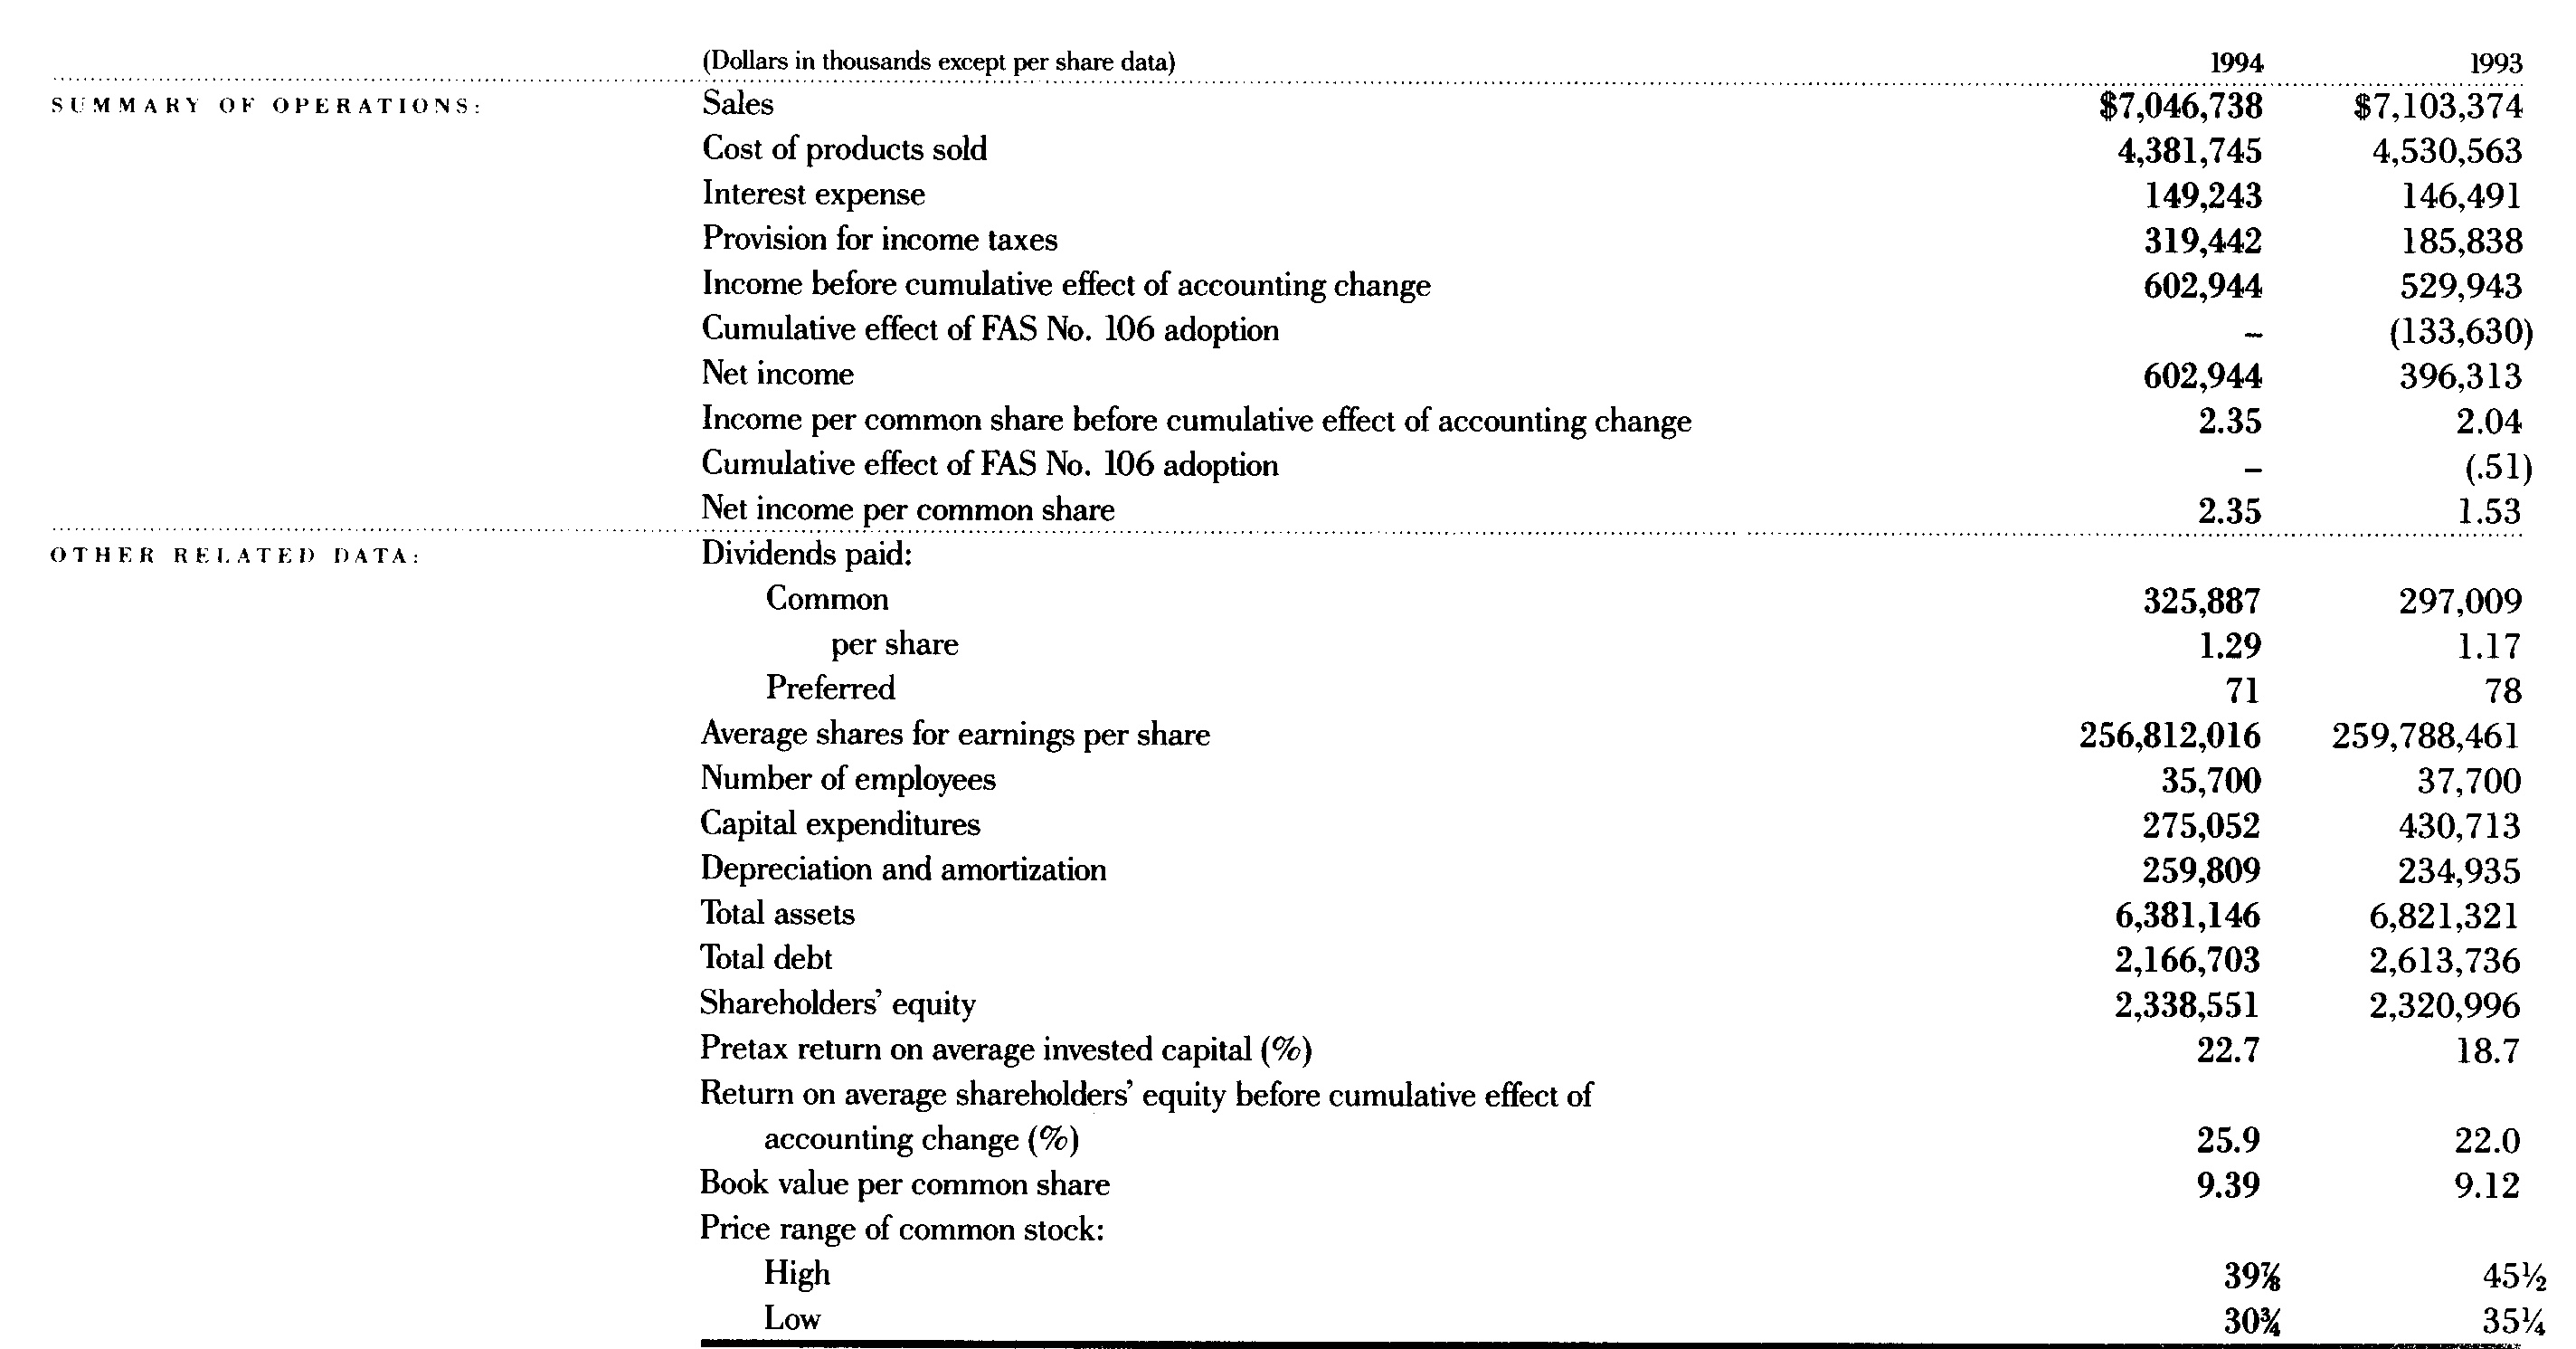 (Dollars in thousands except per share data) 1994 1993
SUMMARY OF OPERATIONS: Sales $7,046,738 $7,103,374
Cost of products sold 4,381,745 4,530,563
Interest expense 149,243 146,491
Provision for income taxes 319,442 185,838
Income before cumulative effect of accounting change 602,944 529,943
Cumulative effect of FAS No. 106 adoption – (133,630)
Net income 602,944 396,313
Income per common share before cumulative effect of accounting change 2.35 2.04
Cumulative effect of FAS No. 106 adoption – (.51)
Net income per common share 2.35 1.53
OTHER RELATED DATA: Dividends paid:
Common 325,887 297,009
per share 1.29 1.17
Preferred 71 78
Average shares for earnings per share 256,812,016 259,788,461
Number of employees 35,700 37,700
Capital expenditures 275,052 430,713
Depreciation and amortization 259,809 234,935
Total assets 6,381,146 6,821,321
Total debt 2,166,703 2,613,736
Shareholders' equity 2,338,551 2,320,996
Pretax return on average invested capital (%) 22.7 18.7
Return on average shareholders' equity before cumulative effect of
accounting change (%) 25.9 22.0
Book value per common share 9.39 9.12
Price range of common stock:
High 39⅞ 45½
Low 30¾ 35¼